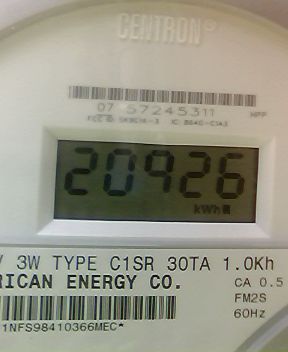 CENTRON®
07 57245311 MPP
20926
kWh
V 3W TYPE C1SR 30TA 1.0Kh
RICAN ENERGY CO. CA 0.5
FM2S
1NFS98410366MEC* 60Hz